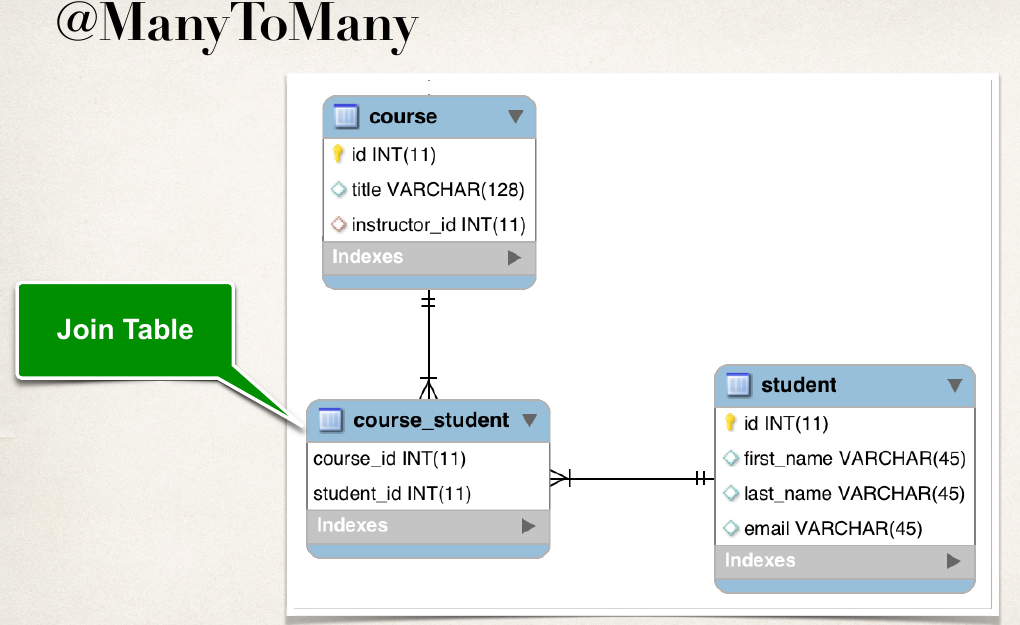 @ManyToMany
course
id INT(11)
title VARCHAR(128)
instructor_id INT(11)
Indexes
Join Table
course_student
course_id INT(11)
student_id INT(11)
Indexes
student
id INT(11)
first_name VARCHAR(45)
last_name VARCHAR(45)
email VARCHAR(45)
Indexes